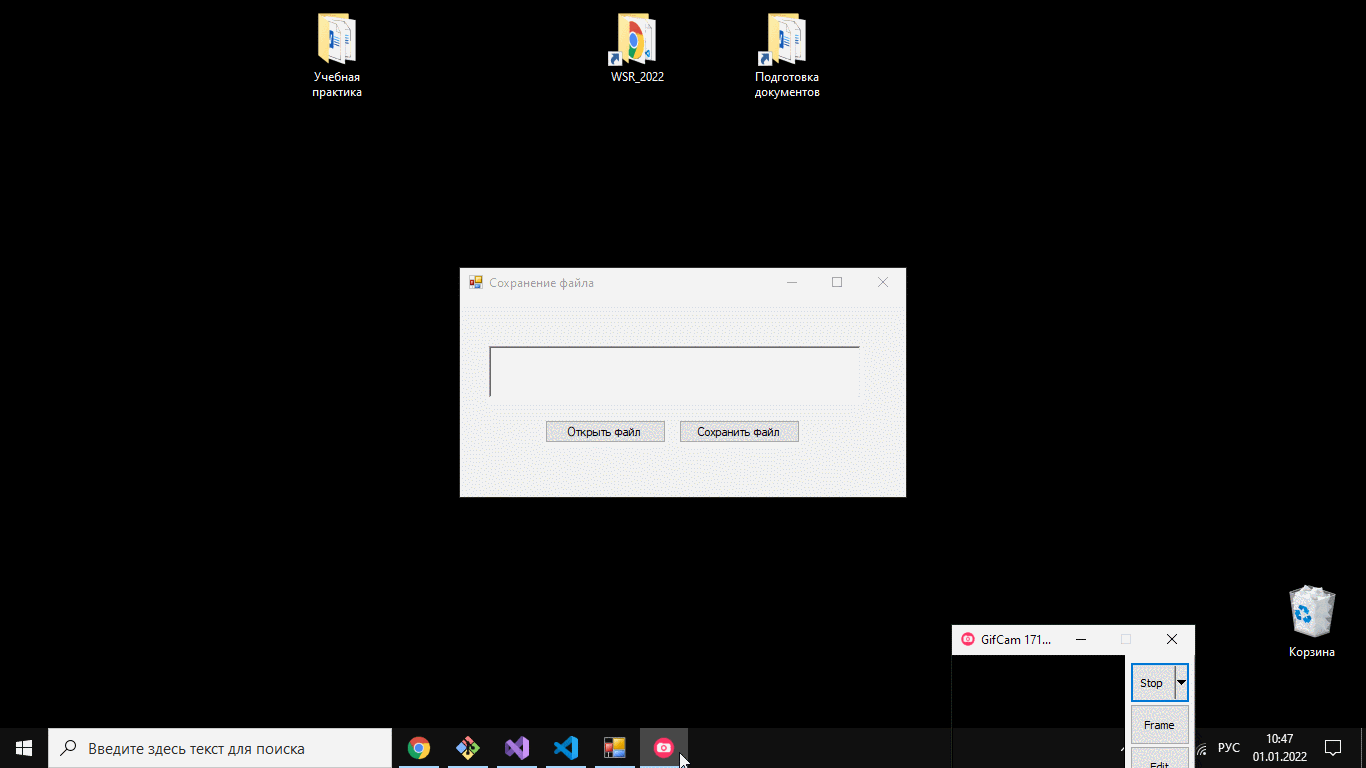 Учебная
практика
WSR_2022
Подготовка
документов
Сохранение файла
Открыть файл
Сохранить файл
Корзина
GifCam 171...
Stop
Frame
Edit
Введите здесь текст для поиска
РУС
10:47
01.01.2022